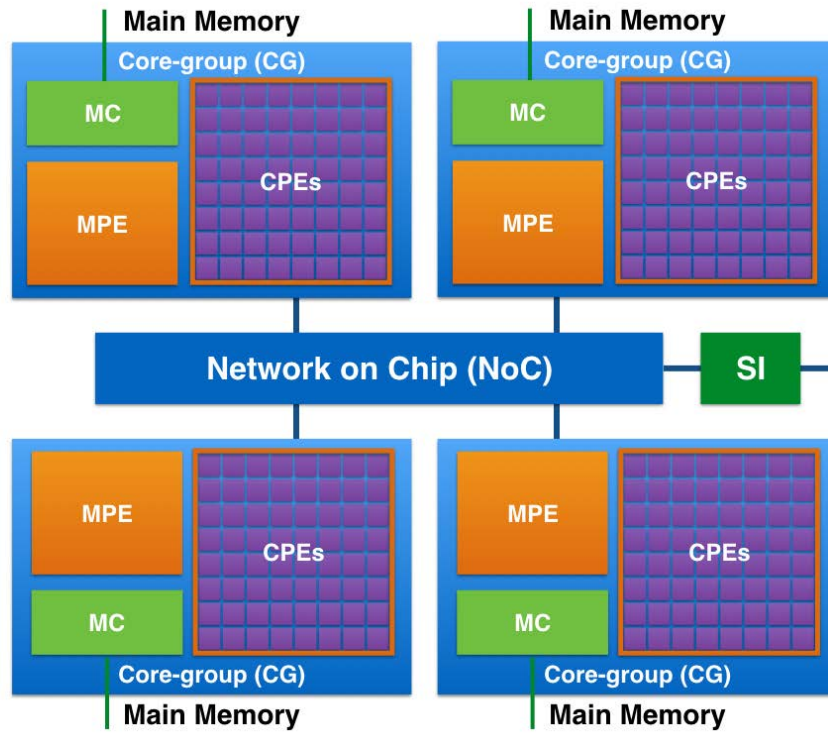 Main Memory
Main Memory
Core-group (CG)
Core-group (CG)
MC
CPEs
MPE
MC
CPEs
MPE
Network on Chip (NoC)
SI
MPE
CPEs
MC
MPE
CPEs
MC
Core-group (CG)
Core-group (CG)
Main Memory
Main Memory